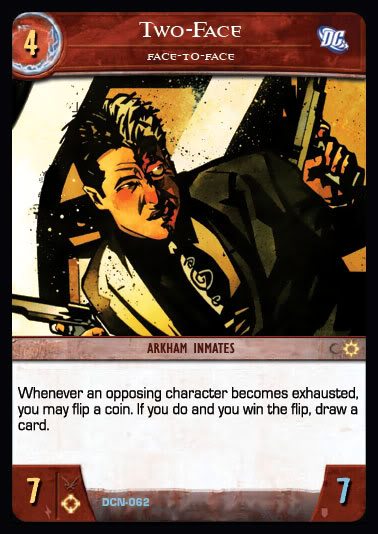 4
Two-Face
FACE-TO-FACE
DC
ARKHAM INMATES
C
Whenever an opposing character becomes exhausted,
you may flip a coin. If you do and you win the flip, draw a
card.
7
DCN-062
7